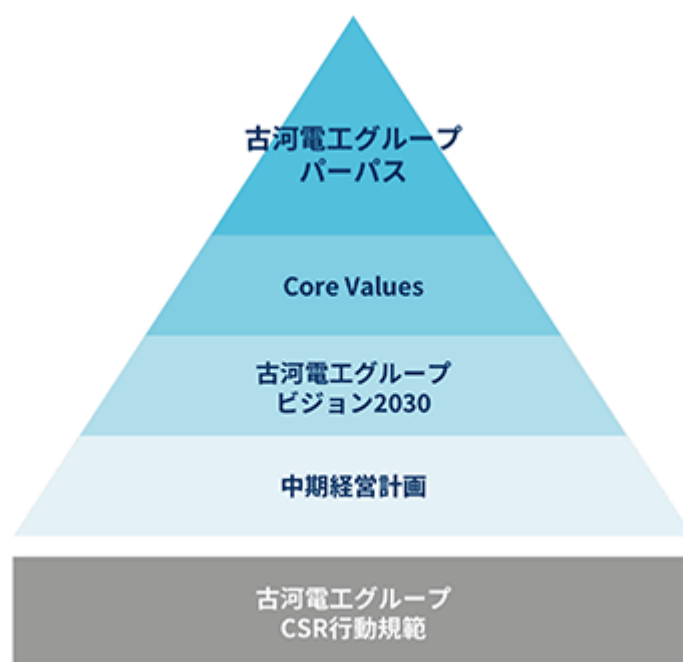 古河電工グループ
パーパス
Core Values
古河電工グループ
ビジョン2030
中期経営計画
古河電工グループ
CSR行動規範